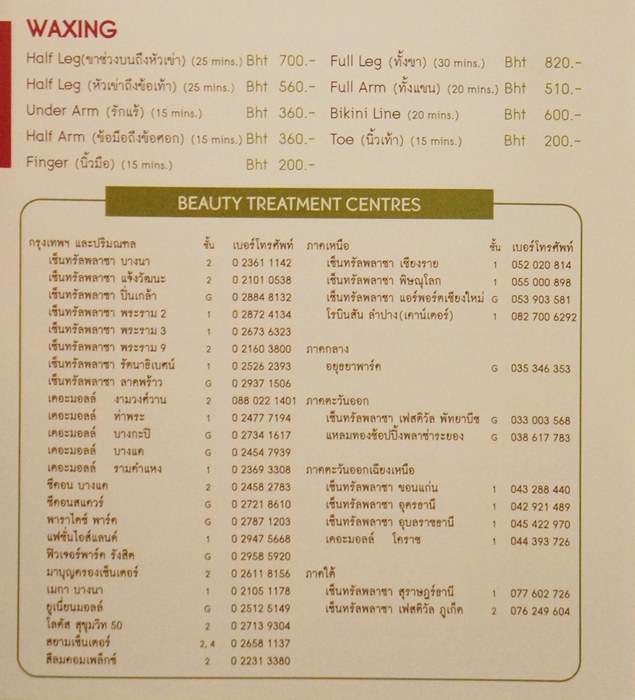 WAXING
Half Leg(ขาช่วงบนถึงหัวเข่า) (25 mins.) Bht 700.-
Half Leg (หัวเข่าถึงข้อเท้า) (25 mins.) Bht 560.-
Under Arm (รักแร้) (15 mins.) Bht 360.-
Half Arm (ข้อมือถึงข้อศอก) (15 mins.) Bht 360.-
Finger (นิ้วมือ) (15 mins.) Bht 200.-
Full Leg (ทั้งขา) (30 mins.) Bht 820.-
Full Arm (ทั้งแขน) (20 mins.) Bht 510.-
Bikini Line (20 mins.) Bht 600.-
Toe (นิ้วเท้า) (15 mins.) Bht 200.-
BEAUTY TREATMENT CENTRES
กรุงเทพฯ และปริมณฑล ชั้น เบอร์โทรศัพท์
เซ็นทรัลพลาซา บางนา 2 0 2361 1142
เซ็นทรัลพลาซา แจ้งวัฒนะ 2 0 2101 0538
เซ็นทรัลพลาซา ปิ่นเกล้า G 0 2884 8132
เซ็นทรัลพลาซา พระราม 2 1 0 2872 4134
เซ็นทรัลพลาซา พระราม 3 1 0 2673 6323
เซ็นทรัลพลาซา พระราม 9 2 0 2160 3800
เซ็นทรัลพลาซา รัตนาธิเบศน์ 1 0 2526 2393
เซ็นทรัลพลาซา ลาดพร้าว G 0 2937 1506
เดอะมอลล์ งามวงศ์วาน 2 088 022 1401
เดอะมอลล์ ท่าพระ 1 0 2477 7194
เดอะมอลล์ บางกะปิ G 0 2734 1617
เดอะมอลล์ บางแค G 0 2454 7939
เดอะมอลล์ รามคำแหง 1 0 2369 3308
ซีคอน บางแค 2 0 2458 2783
ซีคอนสแควร์ G 0 2721 8610
พาราไดซ์ พาร์ค G 0 2787 1203
แฟชั่นไอส์แลนด์ 1 0 2947 5668
ฟิวเจอร์พาร์ค รังสิต G 0 2958 5920
มาบุญครองเซ็นเตอร์ 2 0 2611 8156
เมกา บางนา 1 0 2105 1178
ยูเนี่ยนมอลล์ G 0 2512 5149
โลตัส สุขุมวิท 50 2 0 2713 9304
สยามเซ็นเตอร์ 2, 4 0 2658 1137
สีลมคอมเพล็กซ์ 2 0 2231 3380
ภาคเหนือ ชั้น เบอร์โทรศัพท์
เซ็นทรัลพลาซา เชียงราย 1 052 020 814
เซ็นทรัลพลาซา พิษณุโลก 1 055 000 898
เซ็นทรัลพลาซา แอร์พอร์ตเชียงใหม่ G 053 903 581
โรบินสัน ลำปาง(เคาน์เตอร์) 1 082 700 6292
ภาคกลาง
อยุธยาพาร์ค G 035 346 353
ภาคตะวันออก
เซ็นทรัลพลาซา เฟสติวัล พัทยาบีช G 033 003 568
แหลมทองช้อปปิ้งพลาซ่าระยอง G 038 617 783
ภาคตะวันออกเฉียงเหนือ
เซ็นทรัลพลาซา ขอนแก่น 1 043 288 440
เซ็นทรัลพลาซา อุดรธานี 1 042 921 489
เซ็นทรัลพลาซา อุบลราชธานี 1 045 422 970
เดอะมอลล์ โคราช 1 044 393 726
ภาคใต้
เซ็นทรัลพลาซา สุราษฎร์ธานี 1 077 602 726
เซ็นทรัลพลาซา เฟสติวัล ภูเก็ต 2 076 249 604